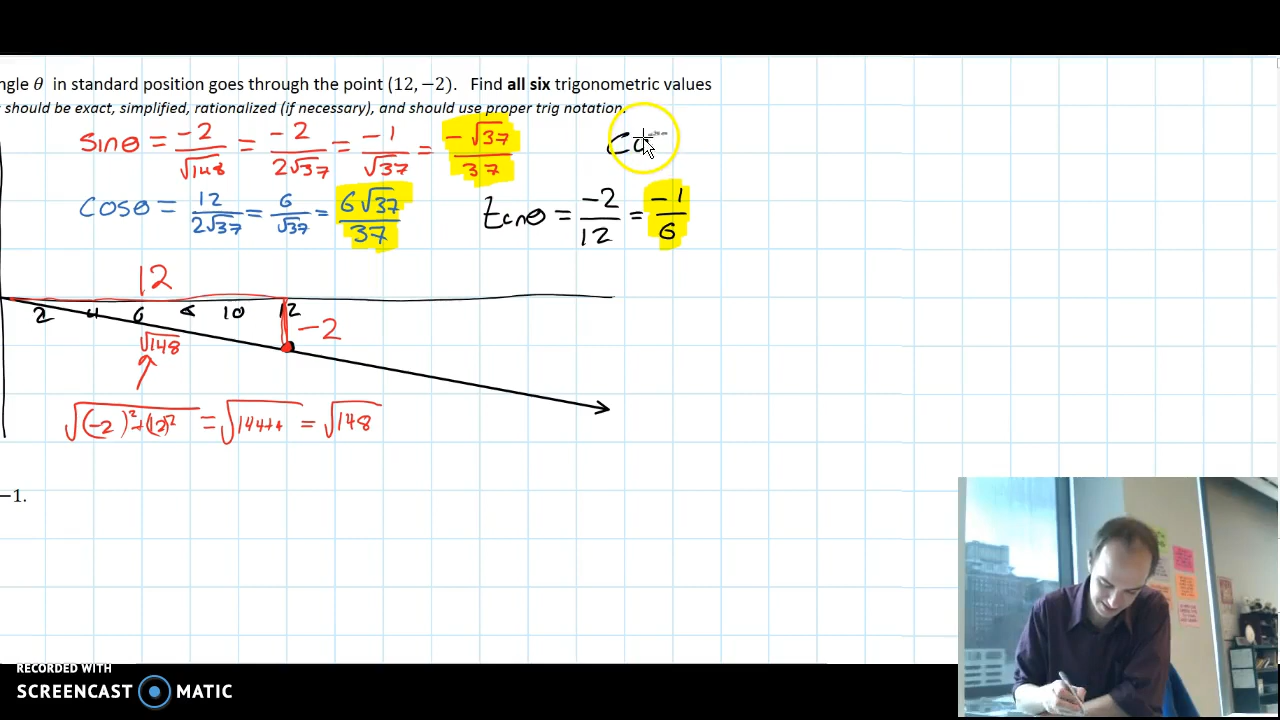 ngle θ in standard position goes through the point (12, −2). Find all six trigonometric values
should be exact, simplified, rationalized (if necessary), and should use proper trig notation.
sinθ = -2/√148 = -2/2√37 = -1/√37 = -√37/37
cosθ = 12/2√37 = 6/√37 = 6√37/37
tanθ = -2/12 = -1/6
12
2 4 6 8 10 12
-2
√148
√(-2)²+(12)² = √144+4 = √148
−1.
RECORDED WITH
SCREENCAST MATIC